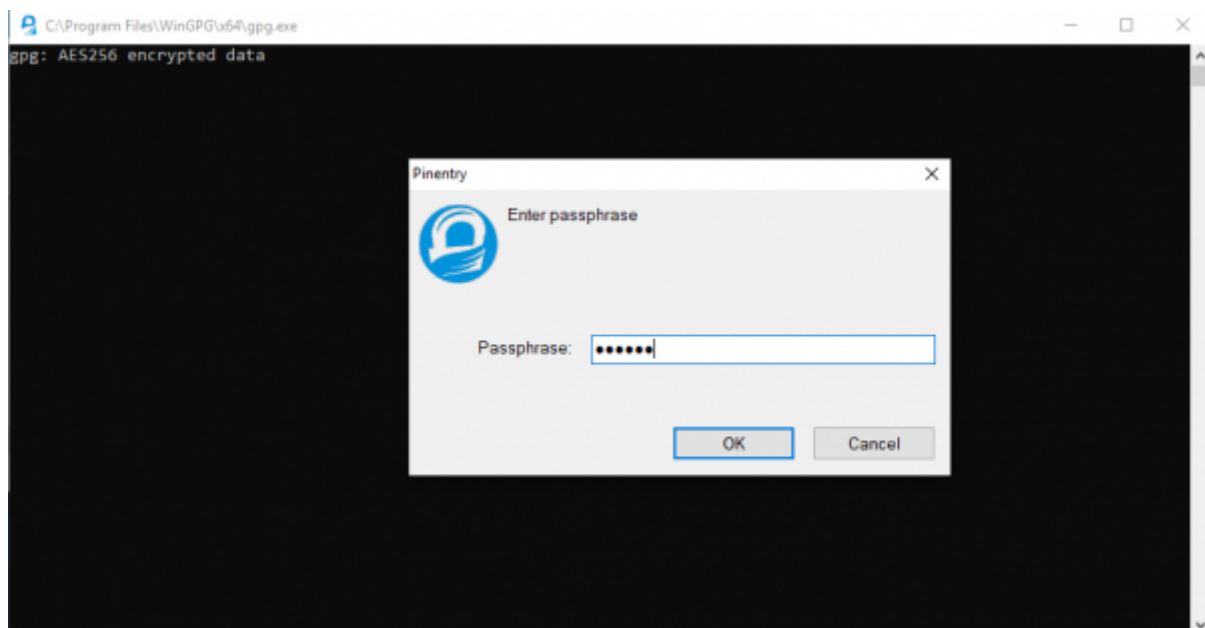 C:\Program Files\WinGPG\x64\gpg.exe
gpg: AES256 encrypted data
Pinentry
Enter passphrase
Passphrase: ••••••
OK Cancel